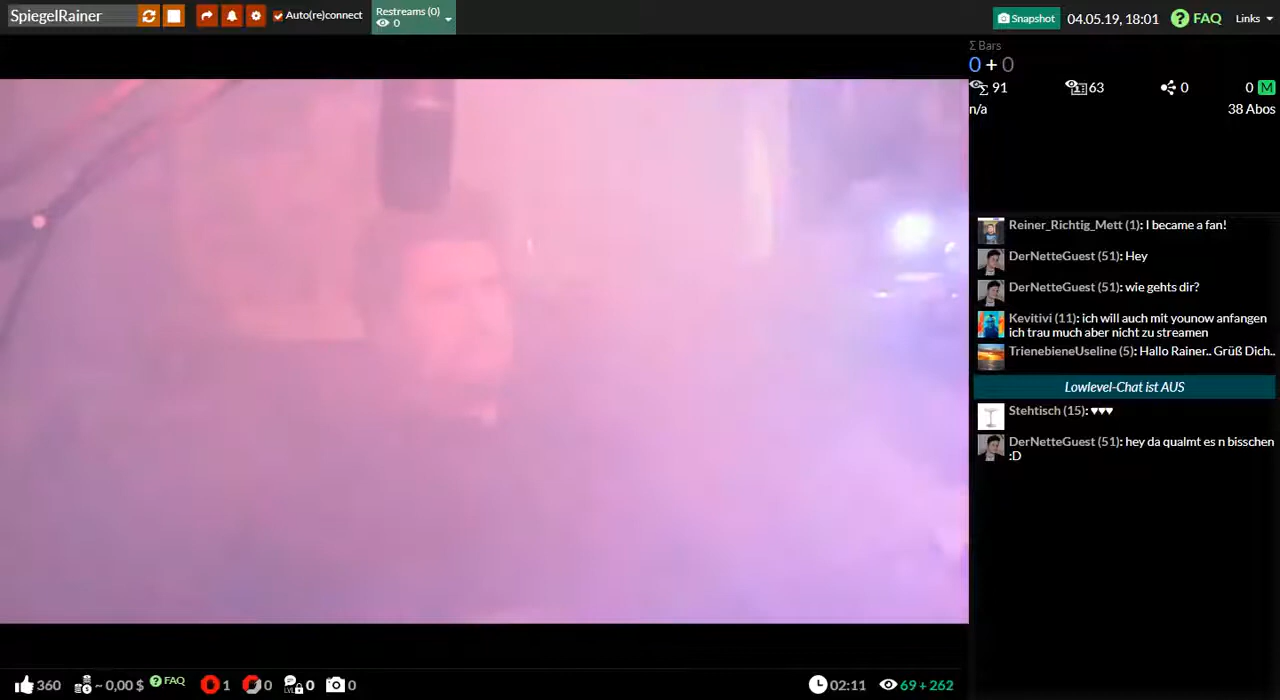 SpiegelRainer
Auto(re)connect
Restreams (0)
0
Snapshot
04.05.19, 18:01
? FAQ
Links
Σ Bars
0 + 0
Σ 91
63
0
0 M
n/a
38 Abos
Reiner_Richtig_Mett (1): I became a fan!
DerNetteGuest (51): Hey
DerNetteGuest (51): wie gehts dir?
Kevitivi (11): ich will auch mit younow anfangen
ich trau much aber nicht zu streamen
TrienebieneUseline (5): Hallo Rainer.. Grüß Dich..
Lowlevel-Chat ist AUS
Stehtisch (15): ♥♥♥
DerNetteGuest (51): hey da qualmt es n bisschen
:D
360
~ 0,00 $
? FAQ
1
0
LVL
0
0
02:11
69 + 262